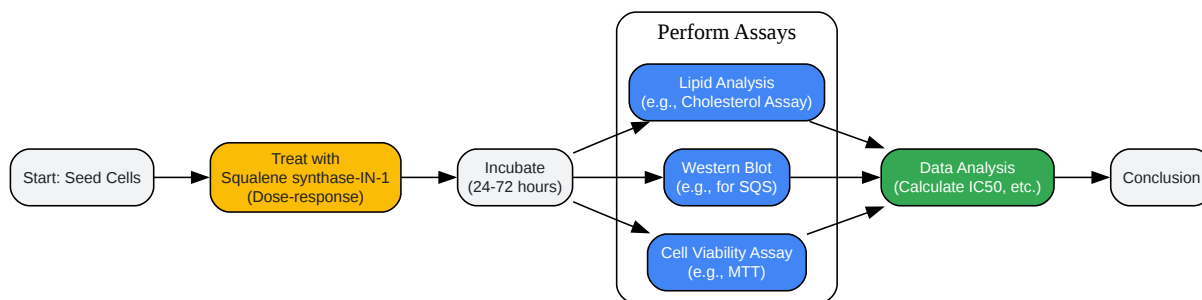 Perform Assays
Start: Seed Cells
Treat with
Squalene synthase-IN-1
(Dose-response)
Incubate
(24-72 hours)
Lipid Analysis
(e.g., Cholesterol Assay)
Western Blot
(e.g., for SQS)
Cell Viability Assay
(e.g., MTT)
Data Analysis
(Calculate IC50, etc.)
Conclusion